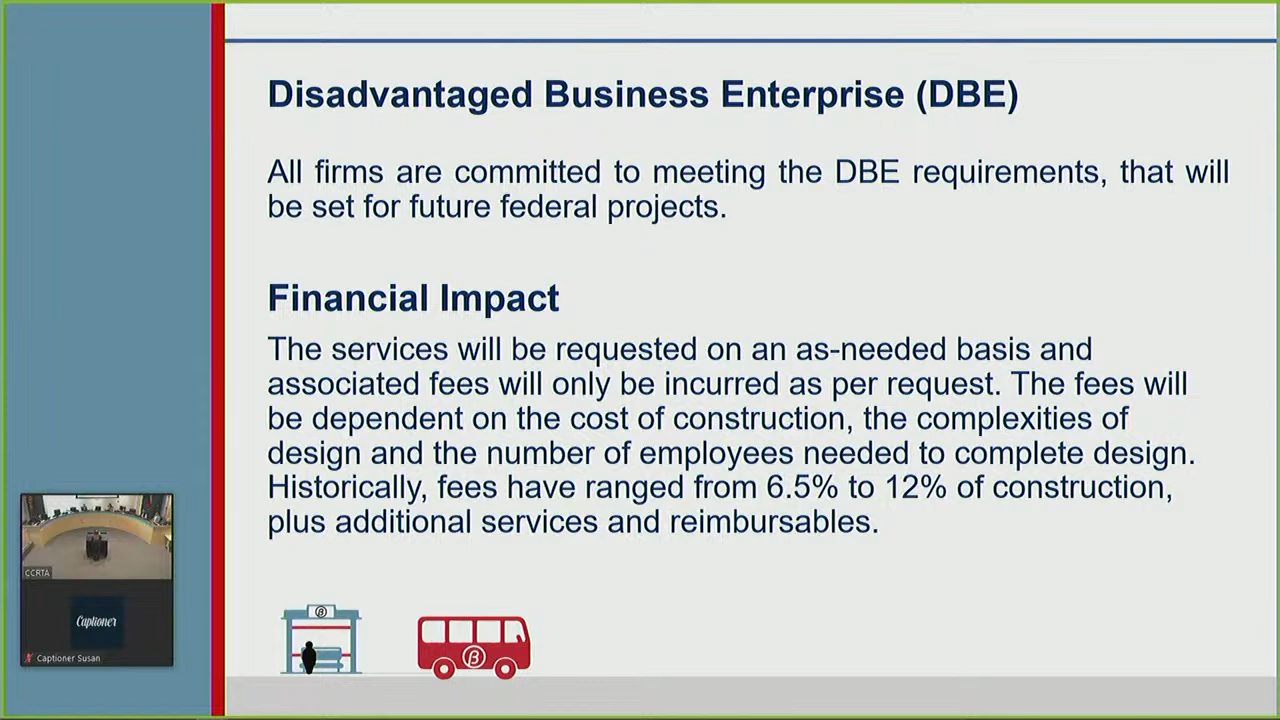 Disadvantaged Business Enterprise (DBE)
All firms are committed to meeting the DBE requirements, that will
be set for future federal projects.
Financial Impact
The services will be requested on an as-needed basis and
associated fees will only be incurred as per request. The fees will
be dependent on the cost of construction, the complexities of
design and the number of employees needed to complete design.
Historically, fees have ranged from 6.5% to 12% of construction,
plus additional services and reimbursables.
CCRTA
Captioner
Captioner Susan
ß
ß